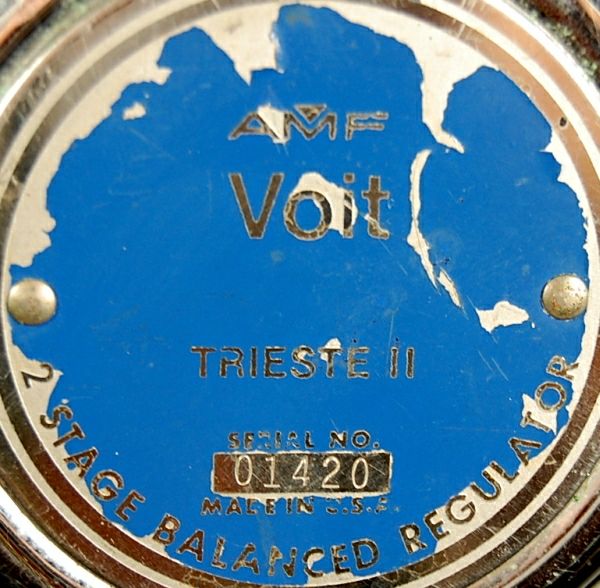 AMF
Voit
TRIESTE II
SERIAL NO.
01420
MADE IN U.S.A.
2 STAGE BALANCED REGULATOR